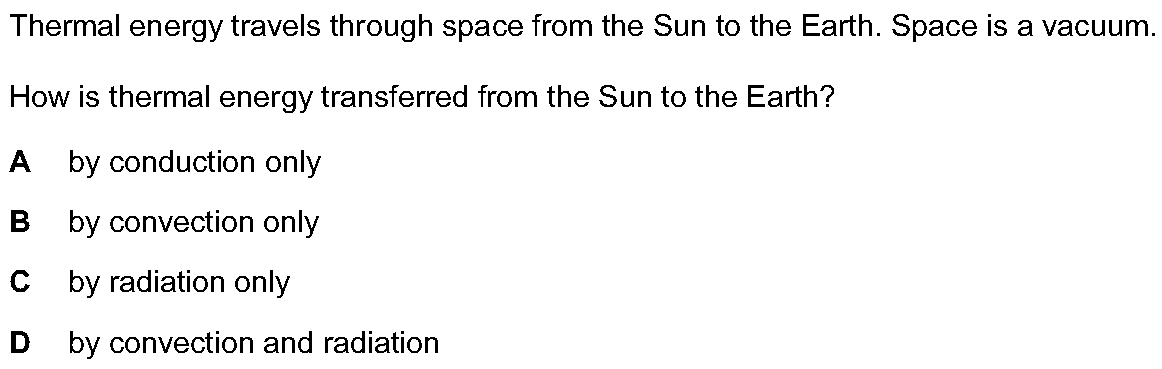 Thermal energy travels through space from the Sun to the Earth. Space is a vacuum.
How is thermal energy transferred from the Sun to the Earth?
A by conduction only
B by convection only
C by radiation only
D by convection and radiation